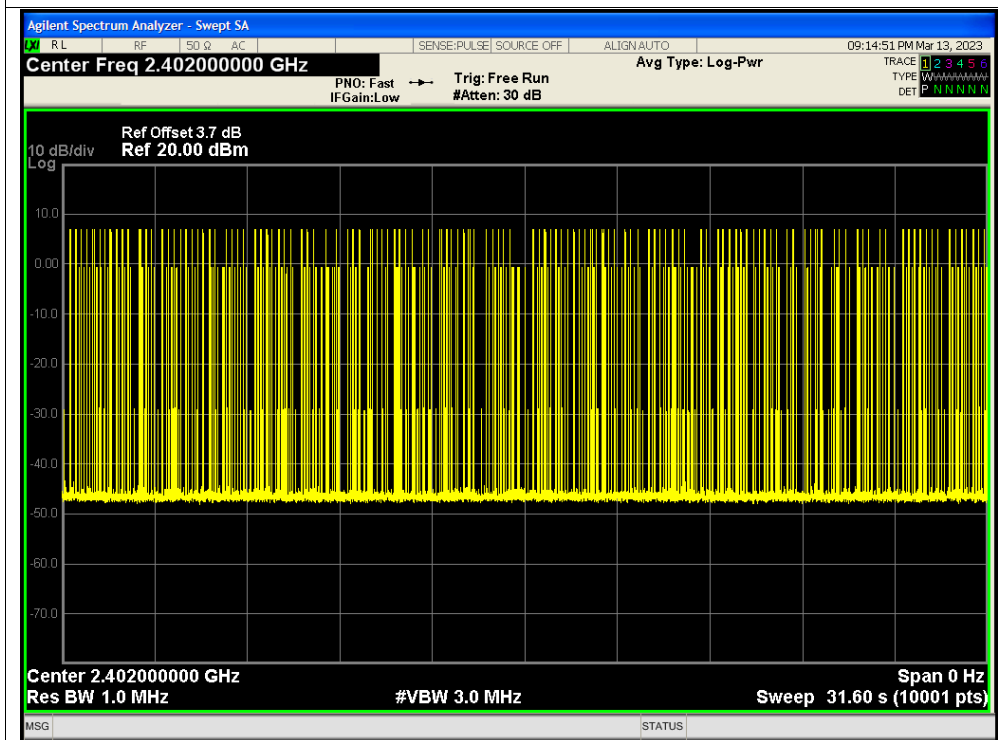 Agilent Spectrum Analyzer - Swept SA
LXI RL RF 50 Ω AC SENSE:PULSE SOURCE OFF ALIGN AUTO 09:14:51 PM Mar 13, 2023
Center Freq 2.402000000 GHz
Avg Type: Log-Pwr
TRACE 1 2 3 4 5 6
PNO: Fast Trig: Free Run
TYPE WWWWWW
IFGain:Low #Atten: 30 dB
DET P N N N N N
Ref Offset 3.7 dB
10 dB/div Ref 20.00 dBm
Log
10.0
0.00
-10.0
-20.0
-30.0
-40.0
-50.0
-60.0
-70.0
Center 2.402000000 GHz Span 0 Hz
Res BW 1.0 MHz #VBW 3.0 MHz Sweep 31.60 s (10001 pts)
MSG STATUS